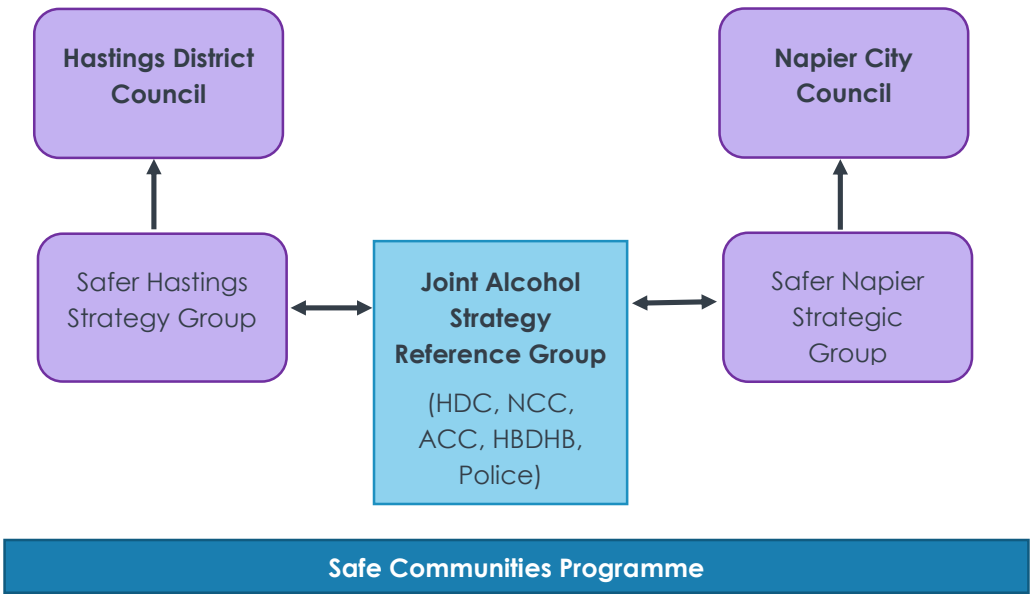 Hastings District
Council
Napier City
Council
Safer Hastings
Strategy Group
Joint Alcohol
Strategy
Reference Group
(HDC, NCC,
ACC, HBDHB,
Police)
Safer Napier
Strategic
Group
Safe Communities Programme